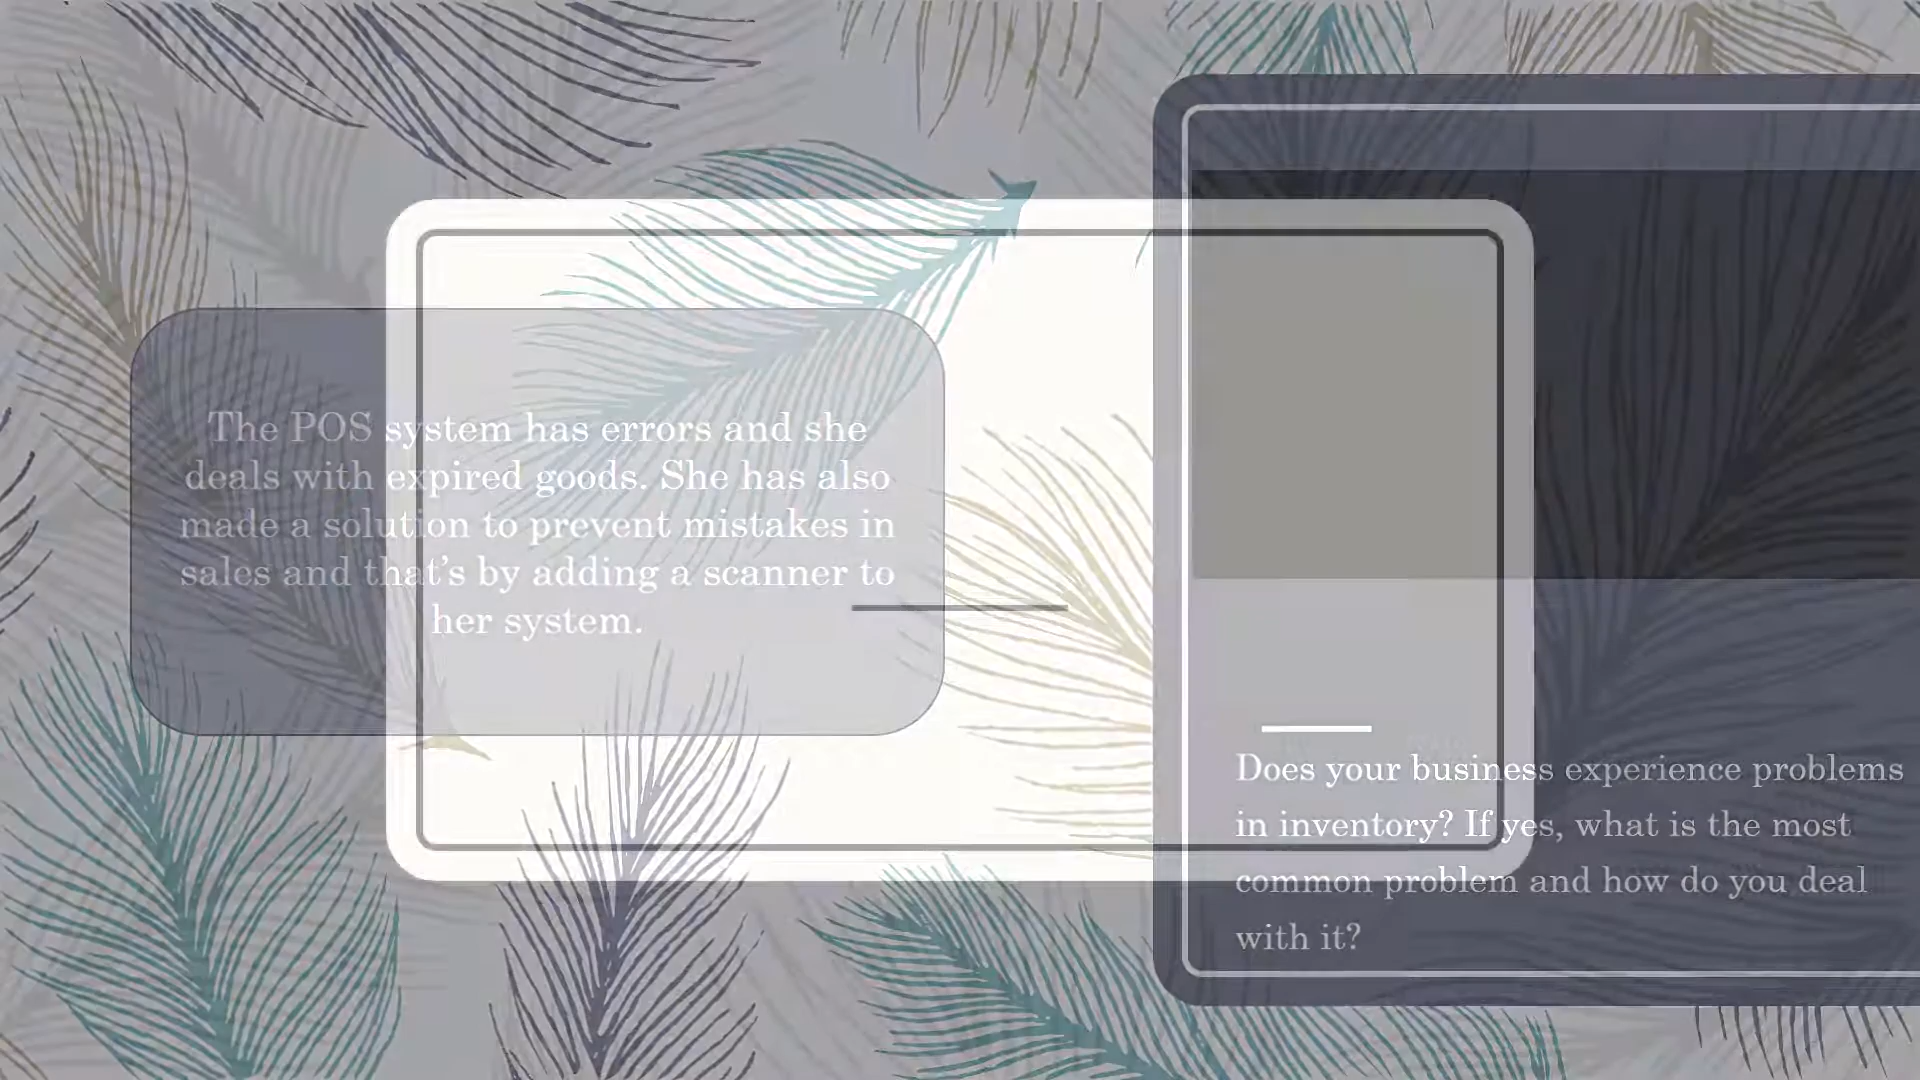 The POS system has errors and she
deals with expired goods. She has also
made a solution to prevent mistakes in
sales and that’s by adding a scanner to
her system.
Does your business experience problems
in inventory? If yes, what is the most
common problem and how do you deal
with it?